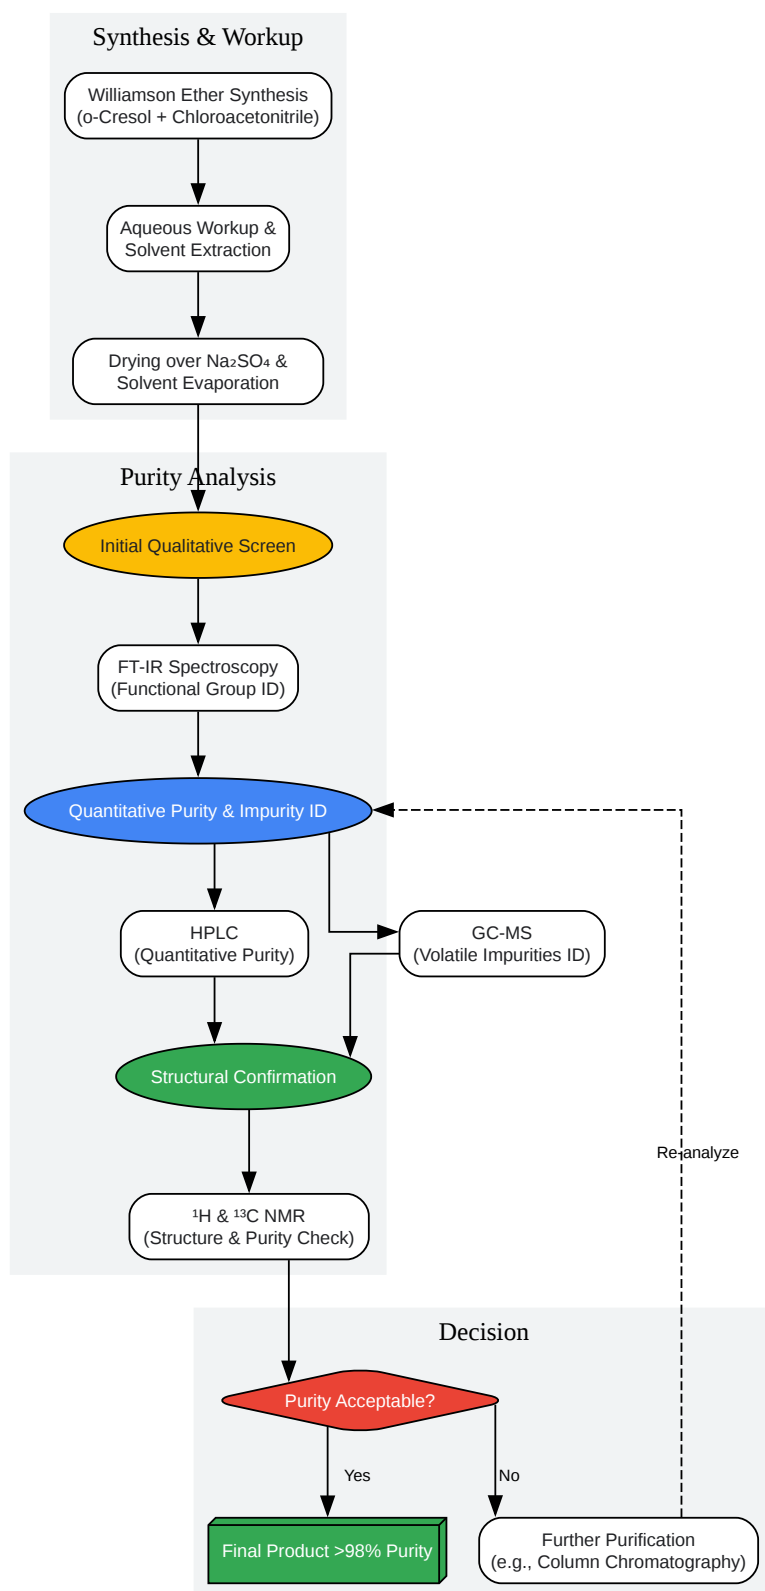 Synthesis & Workup
Williamson Ether Synthesis
(o-Cresol + Chloroacetonitrile)
Aqueous Workup &
Solvent Extraction
Drying over Na₂SO₄ &
Solvent Evaporation
Purity Analysis
Initial Qualitative Screen
FT-IR Spectroscopy
(Functional Group ID)
Quantitative Purity & Impurity ID
HPLC
(Quantitative Purity)
GC-MS
(Volatile Impurities ID)
Structural Confirmation
Re-analyze
¹H & ¹³C NMR
(Structure & Purity Check)
Decision
Purity Acceptable?
Yes
No
Final Product >98% Purity
Further Purification
(e.g., Column Chromatography)